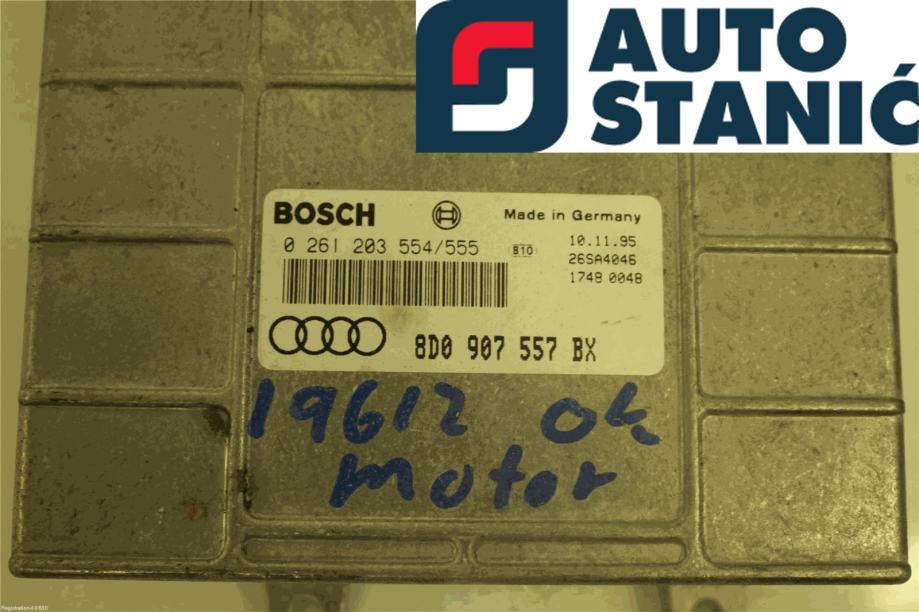 AUTO
STANIĆ
BOSCH Made in Germany
0 261 203 554/555 B10 10.11.95
26SA4046
1748 0048
8D0 907 557 BX
19612 ok
motor